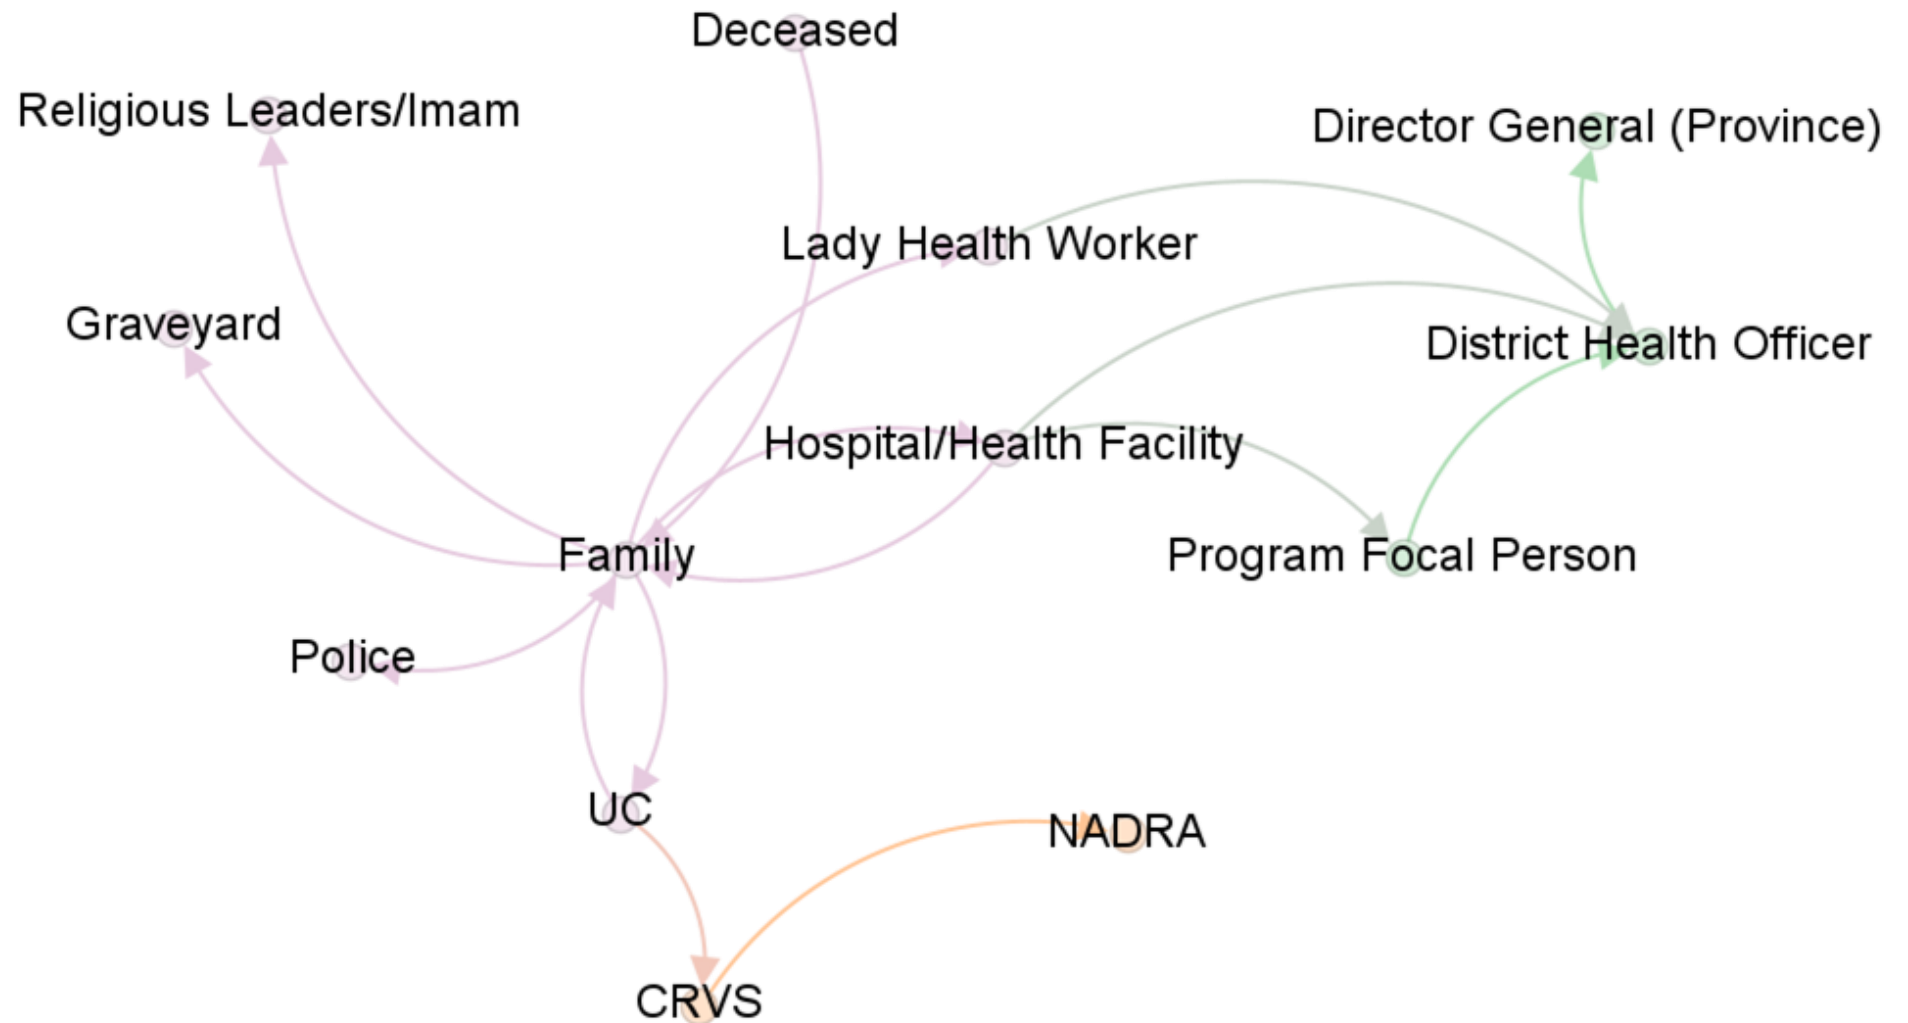 Deceased
Religious Leaders/Imam
Director General (Province)
Lady Health Worker
Graveyard
District Health Officer
Hospital/Health Facility
Family
Program Focal Person
Police
UC
NADRA
CRVS